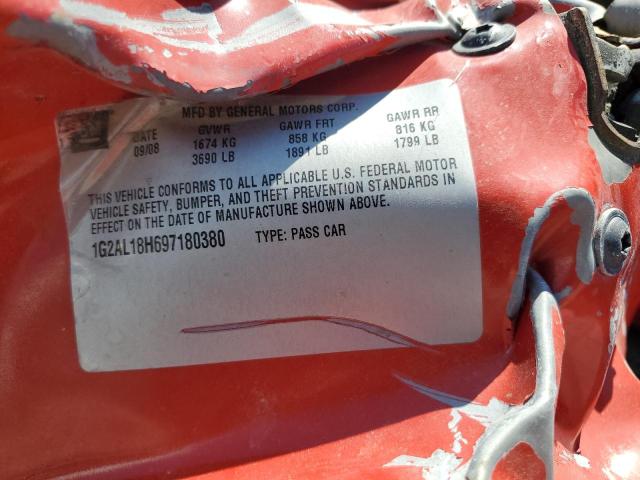 MFD BY GENERAL MOTORS CORP.
DATE GVWR GAWR FRT GAWR RR
09/08 1674 KG 858 KG 816 KG
3690 LB 1891 LB 1799 LB
THIS VEHICLE CONFORMS TO ALL APPLICABLE U.S. FEDERAL MOTOR
VEHICLE SAFETY, BUMPER, AND THEFT PREVENTION STANDARDS IN
EFFECT ON THE DATE OF MANUFACTURE SHOWN ABOVE.
1G2AL18H697180380 TYPE: PASS CAR